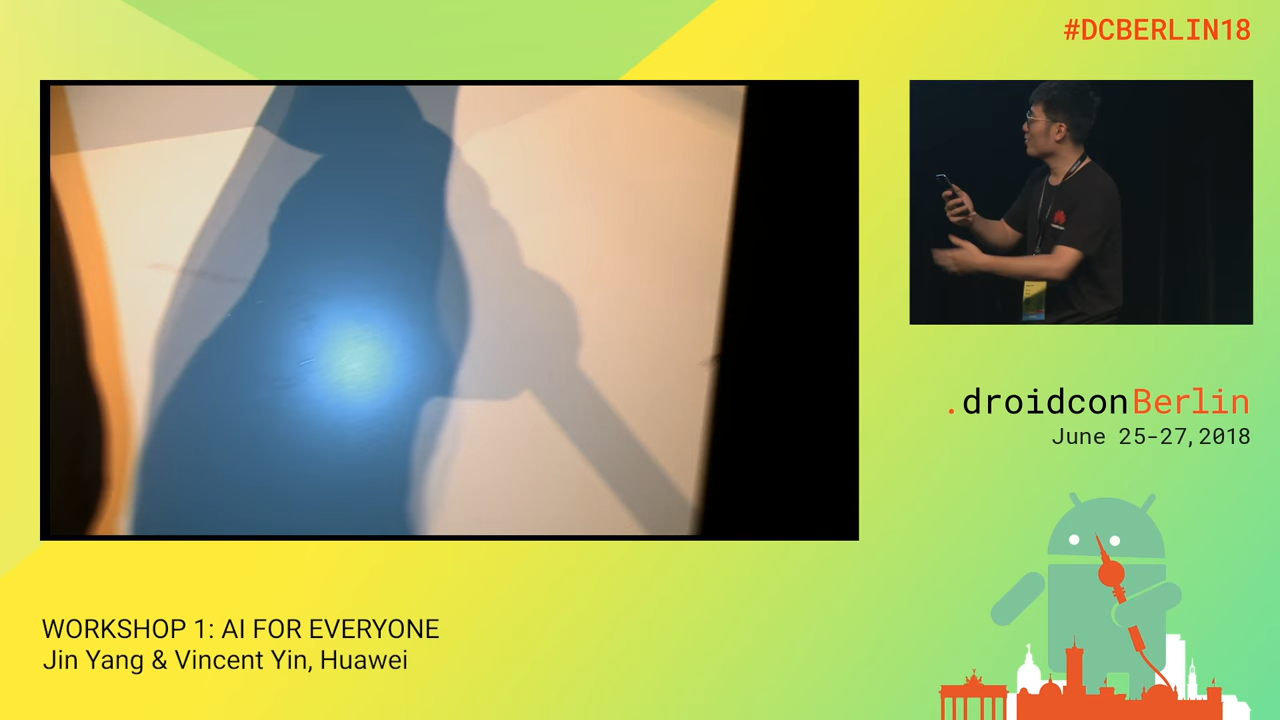 #DCBERLIN18
.droidconBerlin
June 25-27, 2018
WORKSHOP 1: AI FOR EVERYONE
Jin Yang & Vincent Yin, Huawei